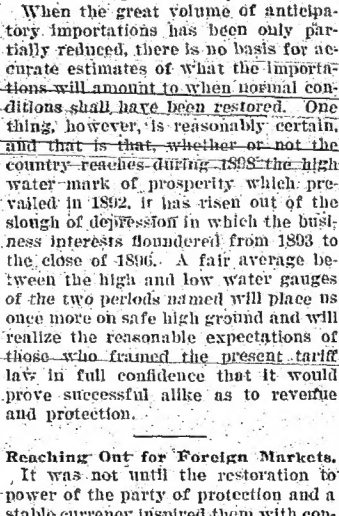 When the great volume of anticipa-
tory importations has been only par-
tially reduced, there is no basis for ac-
curate estimates of what the importa-
tions will amount to when normal con-
ditions shall have been restored. One
thing, however, is reasonably certain,
and that is that, whether or not the
country reaches during 1898 the high
water mark of prosperity which pre-
vailed in 1892, it has risen out of the
slough of depression in which the busi-
ness interests floundered from 1893 to
the close of 1896. A fair average be-
tween the high and low water gauges
of the two periods named will place us
once more on safe high ground and will
realize the reasonable expectations of
those who framed the present tariff
law in full confidence that it would
prove successful alike as to revenue
and protection.
Reaching Out for Foreign Markets.
It was not until the restoration to
power of the party of protection and a
stable currency inspired them with con-